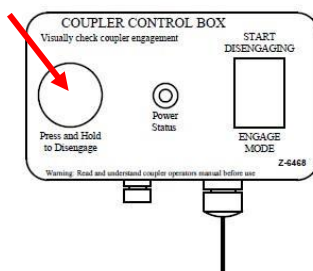 COUPLER CONTROL BOX
Visually check coupler engagement
START
DISENGAGING
Power
Status
Press and Hold
to Disengage
ENGAGE
MODE
Z-6468
Warning: Read and understand coupler operators manual before use